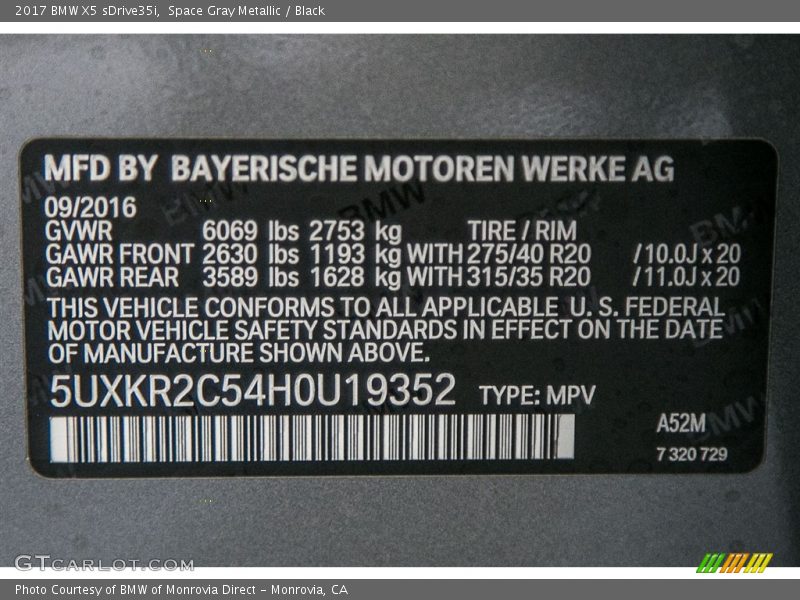 2017 BMW X5 sDrive35i, Space Gray Metallic / Black
MFD BY BAYERISCHE MOTOREN WERKE AG
09/2016
GVWR 6069 lbs 2753 kg TIRE / RIM
GAWR FRONT 2630 lbs 1193 kg WITH 275/40 R20 /10.0J x 20
GAWR REAR 3589 lbs 1628 kg WITH 315/35 R20 /11.0J x 20
THIS VEHICLE CONFORMS TO ALL APPLICABLE U. S. FEDERAL
MOTOR VEHICLE SAFETY STANDARDS IN EFFECT ON THE DATE
OF MANUFACTURE SHOWN ABOVE.
5UXKR2C54H0U19352 TYPE: MPV
A52M
7 320 729
GTCARLOT.COM
Photo Courtesy of BMW of Monrovia Direct - Monrovia, CA